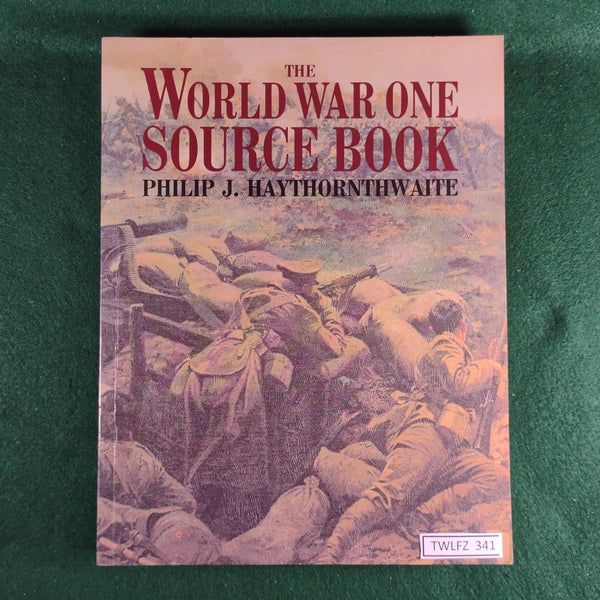 THE
WORLD WAR ONE
SOURCE BOOK
PHILIP J. HAYTHORNTHWAITE
TWLFZ 341